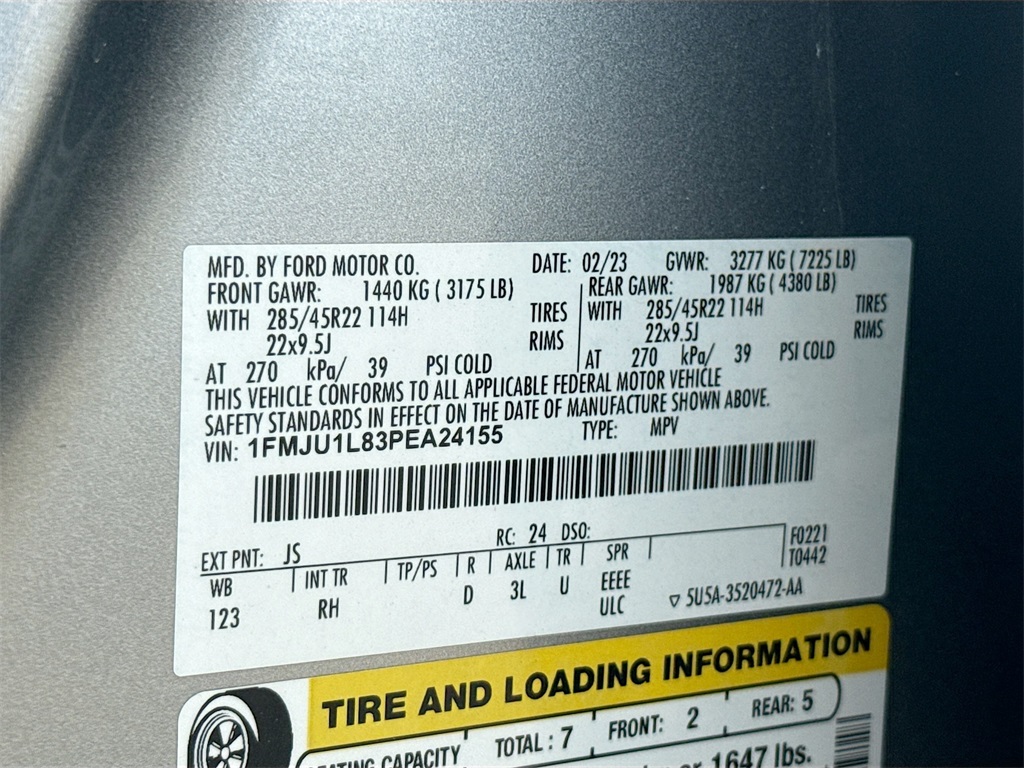 MFD. BY FORD MOTOR CO. DATE: 02/23 GVWR: 3277 KG ( 7225 LB)
FRONT GAWR: 1440 KG ( 3175 LB) REAR GAWR: 1987 KG ( 4380 LB)
WITH 285/45R22 114H TIRES WITH 285/45R22 114H TIRES
22x9.5J RIMS 22x9.5J RIMS
AT 270 kPa/ 39 PSI COLD AT 270 kPa/ 39 PSI COLD
THIS VEHICLE CONFORMS TO ALL APPLICABLE FEDERAL MOTOR VEHICLE
SAFETY STANDARDS IN EFFECT ON THE DATE OF MANUFACTURE SHOWN ABOVE.
VIN: 1FMJU1L83PEA24155 TYPE: MPV
EXT PNT: JS RC: 24 DSO: F0221
WB INT TR TP/PS R AXLE TR SPR T0442
123 RH D 3L U EEEE
ULC ▽ 5U5A-3520472-AA
TIRE AND LOADING INFORMATION
SEATING CAPACITY TOTAL : 7 FRONT: 2 REAR: 5
or 1647 lbs.